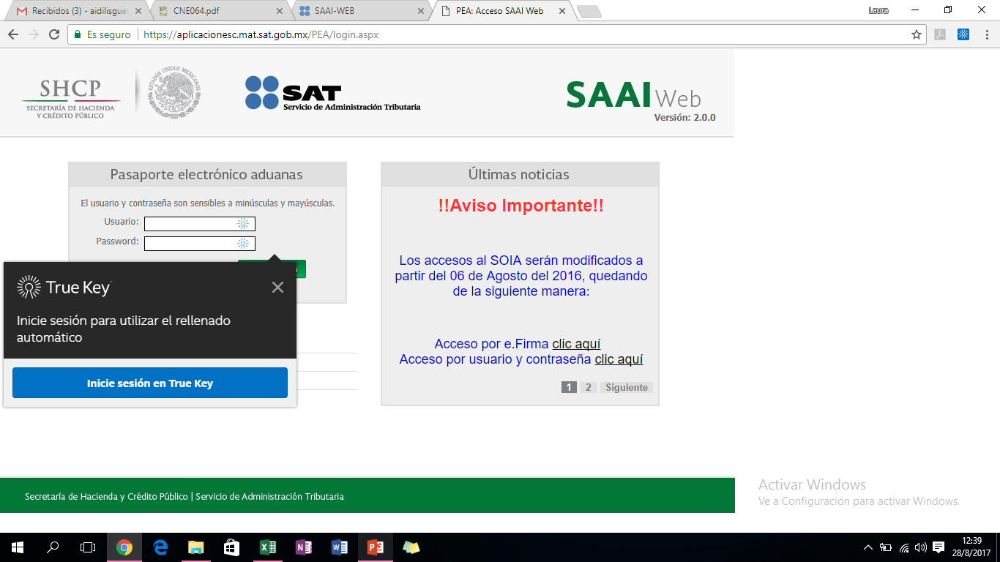 Recibidos (3) - aidilisgue
CNE064.pdf
SAAI-WEB
PEA: Acceso SAAI Web
Laura
Es seguro
https://aplicacionesc.mat.sat.gob.mx/PEA/login.aspx
SHCP
SECRETARÍA DE HACIENDA
Y CRÉDITO PÚBLICO
ESTADOS UNIDOS MEXICANOS
SAT
Servicio de Administración Tributaria
SAAI Web
Versión: 2.0.0
Pasaporte electrónico aduanas
El usuario y contraseña son sensibles a minúsculas y mayúsculas.
Usuario:
Password:
True Key
Inicie sesión para utilizar el rellenado
automático
Inicie sesión en True Key
Últimas noticias
!!Aviso Importante!!
Los accesos al SOIA serán modificados a
partir del 06 de Agosto del 2016, quedando
de la siguiente manera:
Acceso por e.Firma clic aquí
Acceso por usuario y contraseña clic aquí
1 2 Siguiente
Secretaría de Hacienda y Crédito Público | Servicio de Administración Tributaria
Activar Windows
Ve a Configuración para activar Windows.
12:39
28/8/2017